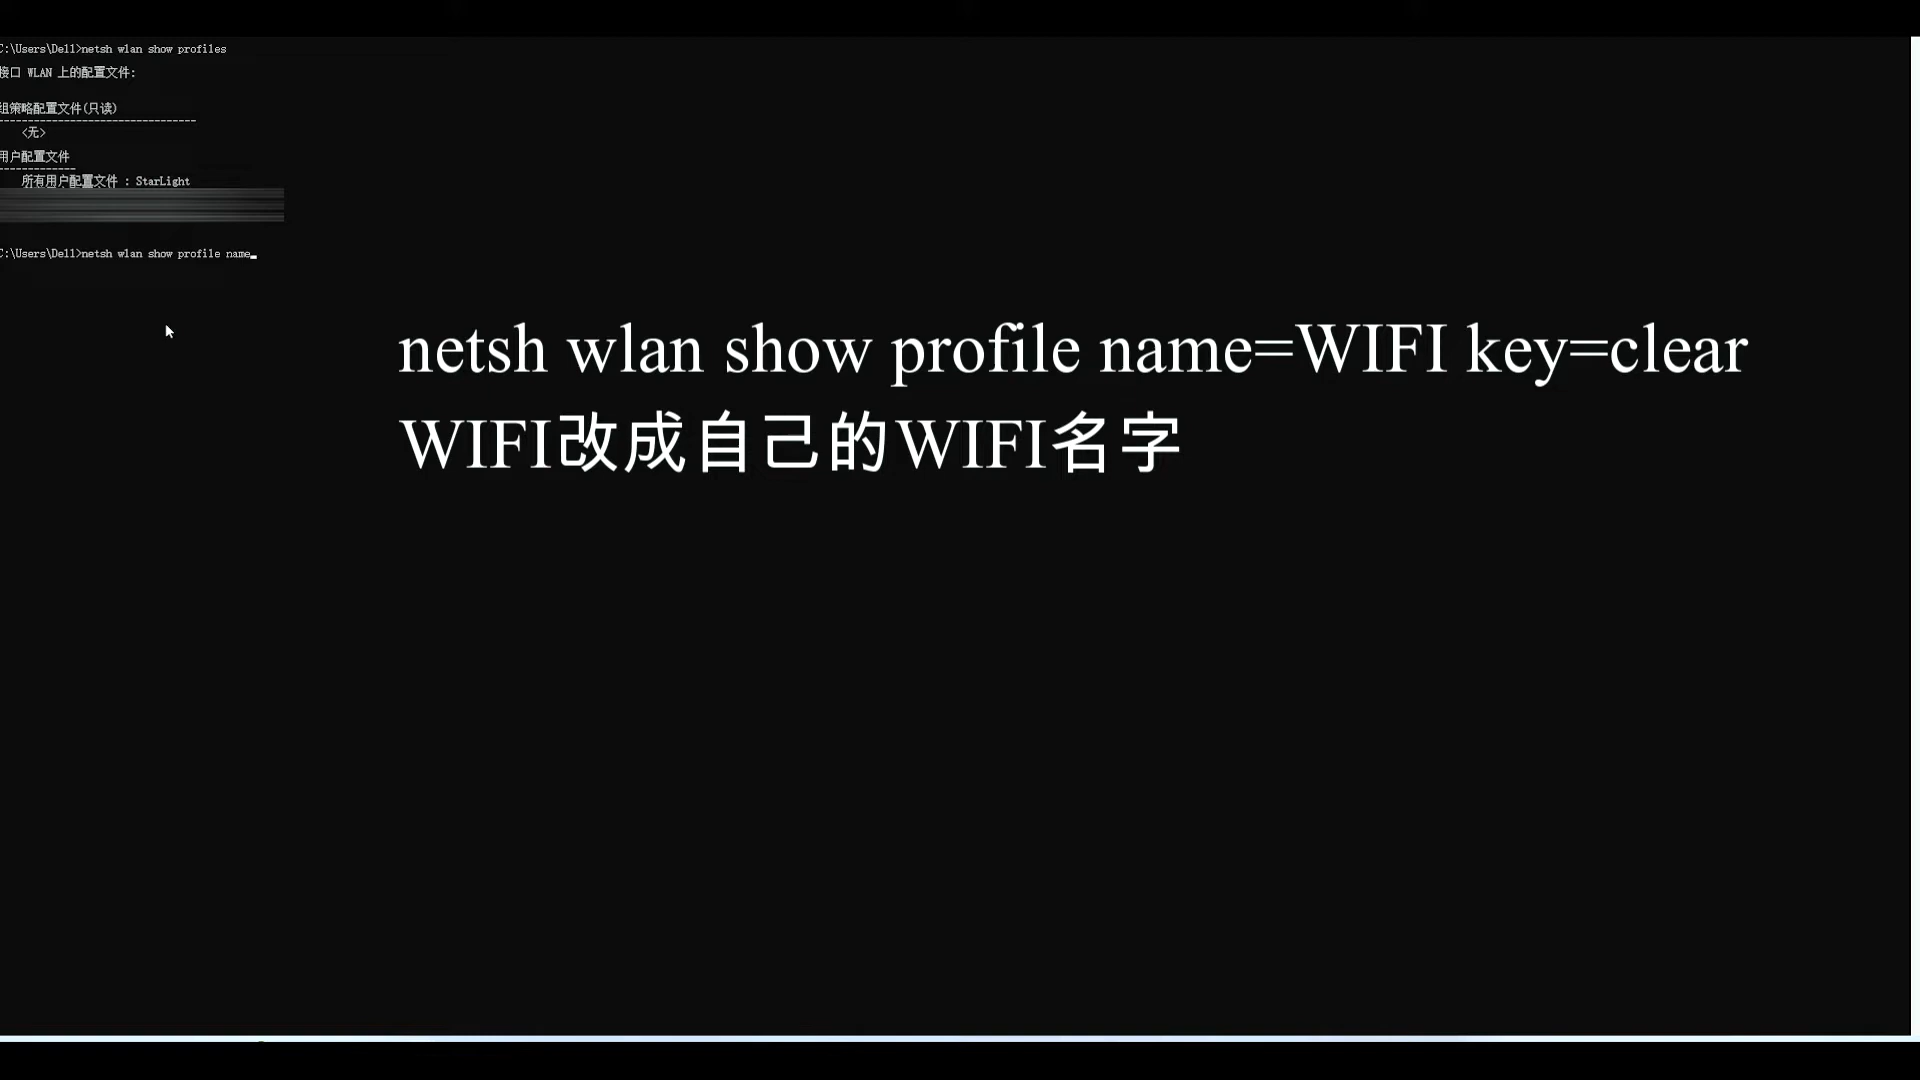 C:\Users\Dell>netsh wlan show profiles
接口 WLAN 上的配置文件:
组策略配置文件(只读)
---------------------------------
<无>
用户配置文件
-------------
所有用户配置文件 : StarLight
C:\Users\Dell>netsh wlan show profile name
netsh wlan show profile name=WIFI key=clear
WIFI改成自己的WIFI名字